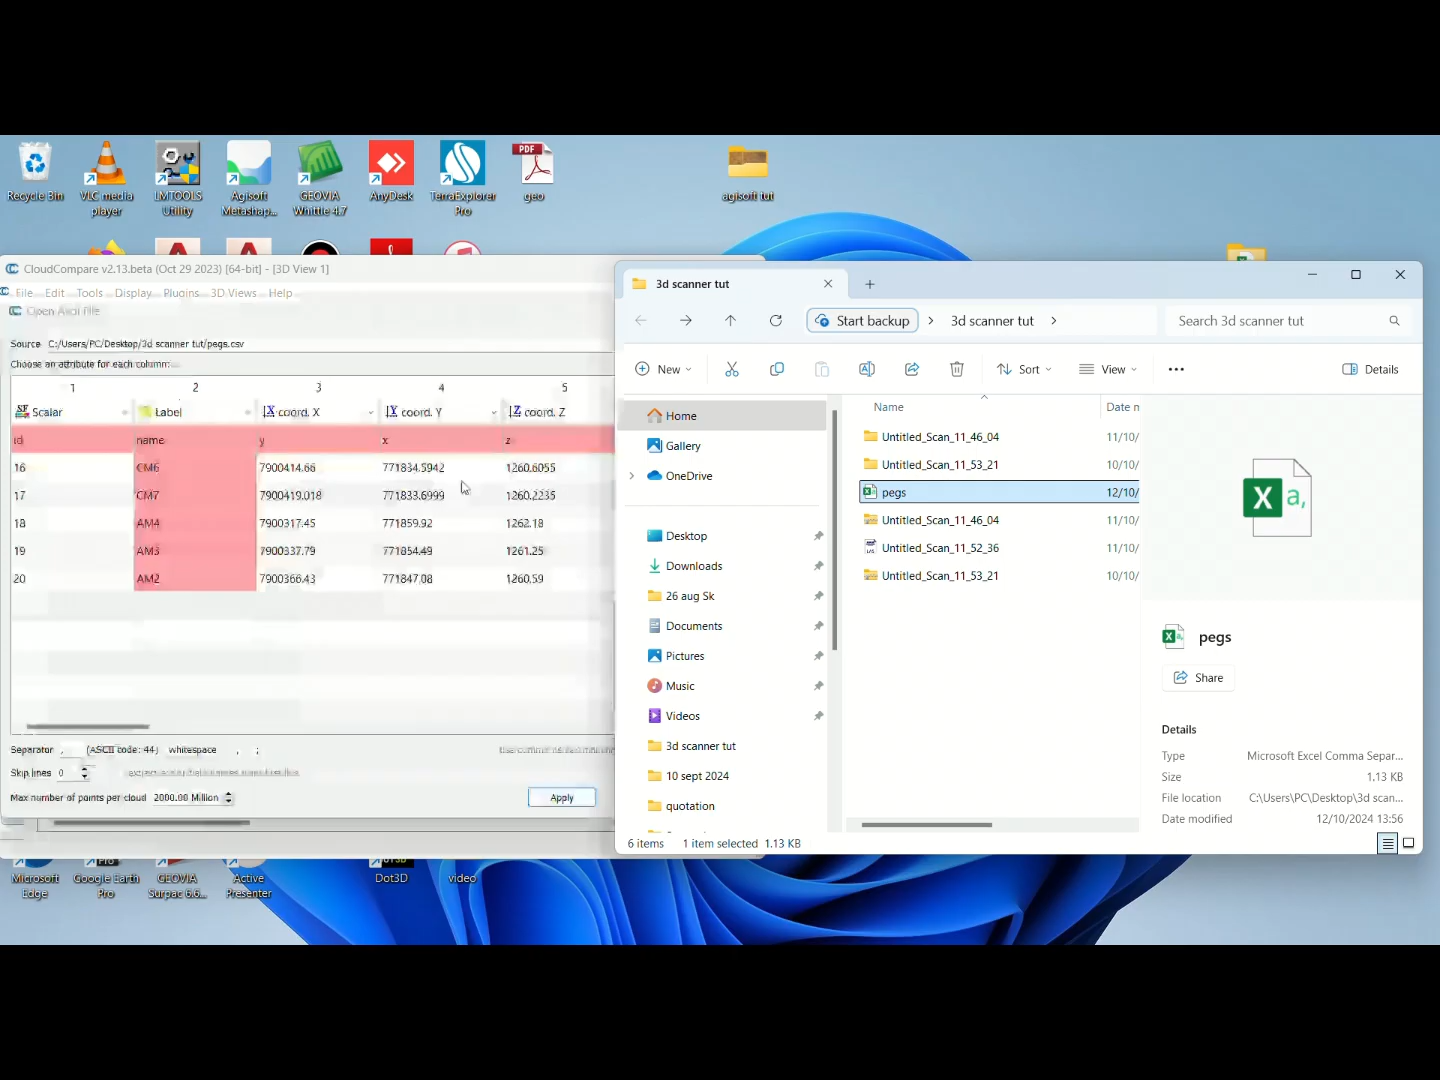 Recycle Bin
VLC media player
LMTOOLS Utility
Agisoft Metashap...
GEOVIA Whittle 4.7
AnyDesk
TerraExplorer Pro
PDF
geo
agisoft tut
CloudCompare v2.13.beta (Oct 29 2023) [64-bit] - [3D View 1]
File Edit Tools Display Plugins 3D Views Help
Open Ascii File
Source C:/Users/PC/Desktop/3d scanner tut/pegs.csv
Choose an attribute for each column:
1 2 3 4 5
SF Scalar Label X coord. X Y coord. Y Z coord. Z
id name y x z
16 CM6 7900414.66 771834.5942 1260.6055
17 CM7 7900419.018 771833.6999 1260.2235
18 AM4 7900317.45 771859.92 1262.18
19 AM3 7900337.79 771854.49 1261.25
20 AM2 7900366.43 771847.08 1260.59
Separator , (ASCII code: 44) whitespace , ;
Skip lines 0
Max number of points per cloud 2000.00 Million
Apply
Microsoft Edge
Google Earth Pro
GEOVIA Surpac 6.6...
Active Presenter
Dot3D
video
3d scanner tut
Start backup > 3d scanner tut >
Search 3d scanner tut
New
Sort
View
Details
Home
Gallery
OneDrive
Desktop
Downloads
26 aug Sk
Documents
Pictures
Music
Videos
3d scanner tut
10 sept 2024
quotation
Name Date n
Untitled_Scan_11_46_04 11/10/
Untitled_Scan_11_53_21 10/10/
pegs 12/10/
Untitled_Scan_11_46_04 11/10/
Untitled_Scan_11_52_36 11/10/
Untitled_Scan_11_53_21 10/10/
X a,
pegs
Share
Details
Type Microsoft Excel Comma Separ...
Size 1.13 KB
File location C:\Users\PC\Desktop\3d scan...
Date modified 12/10/2024 13:56
6 items 1 item selected 1.13 KB